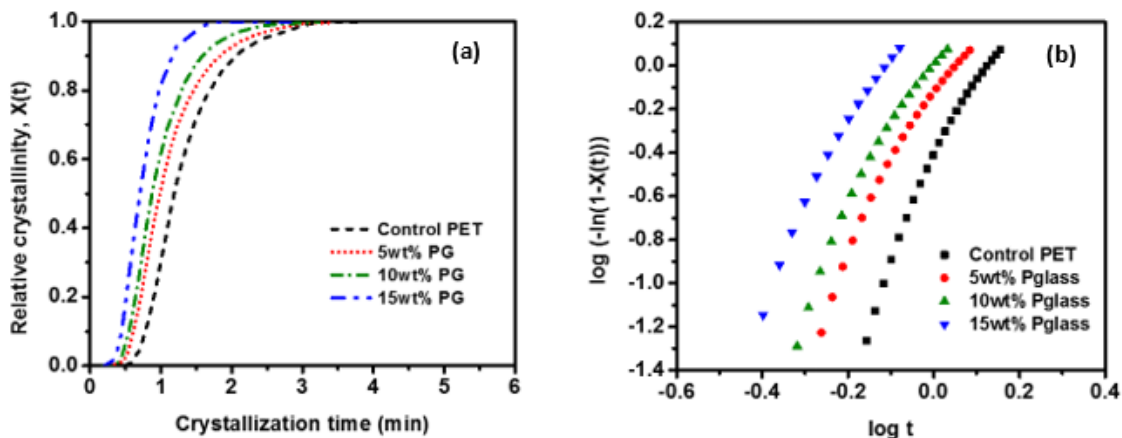 Relative crystallinity, X(t)
1.0
0.8
0.6
0.4
0.2
0.0
(a)
Control PET
5wt% PG
10wt% PG
15wt% PG
0 1 2 3 4 5 6
Crystallization time (min)
log (-ln(1-X(t)))
0.2
0.0
-0.2
-0.4
-0.6
-0.8
-1.0
-1.2
-1.4
(b)
Control PET
5wt% Pglass
10wt% Pglass
15wt% Pglass
-0.6 -0.4 -0.2 0.0 0.2 0.4
log t